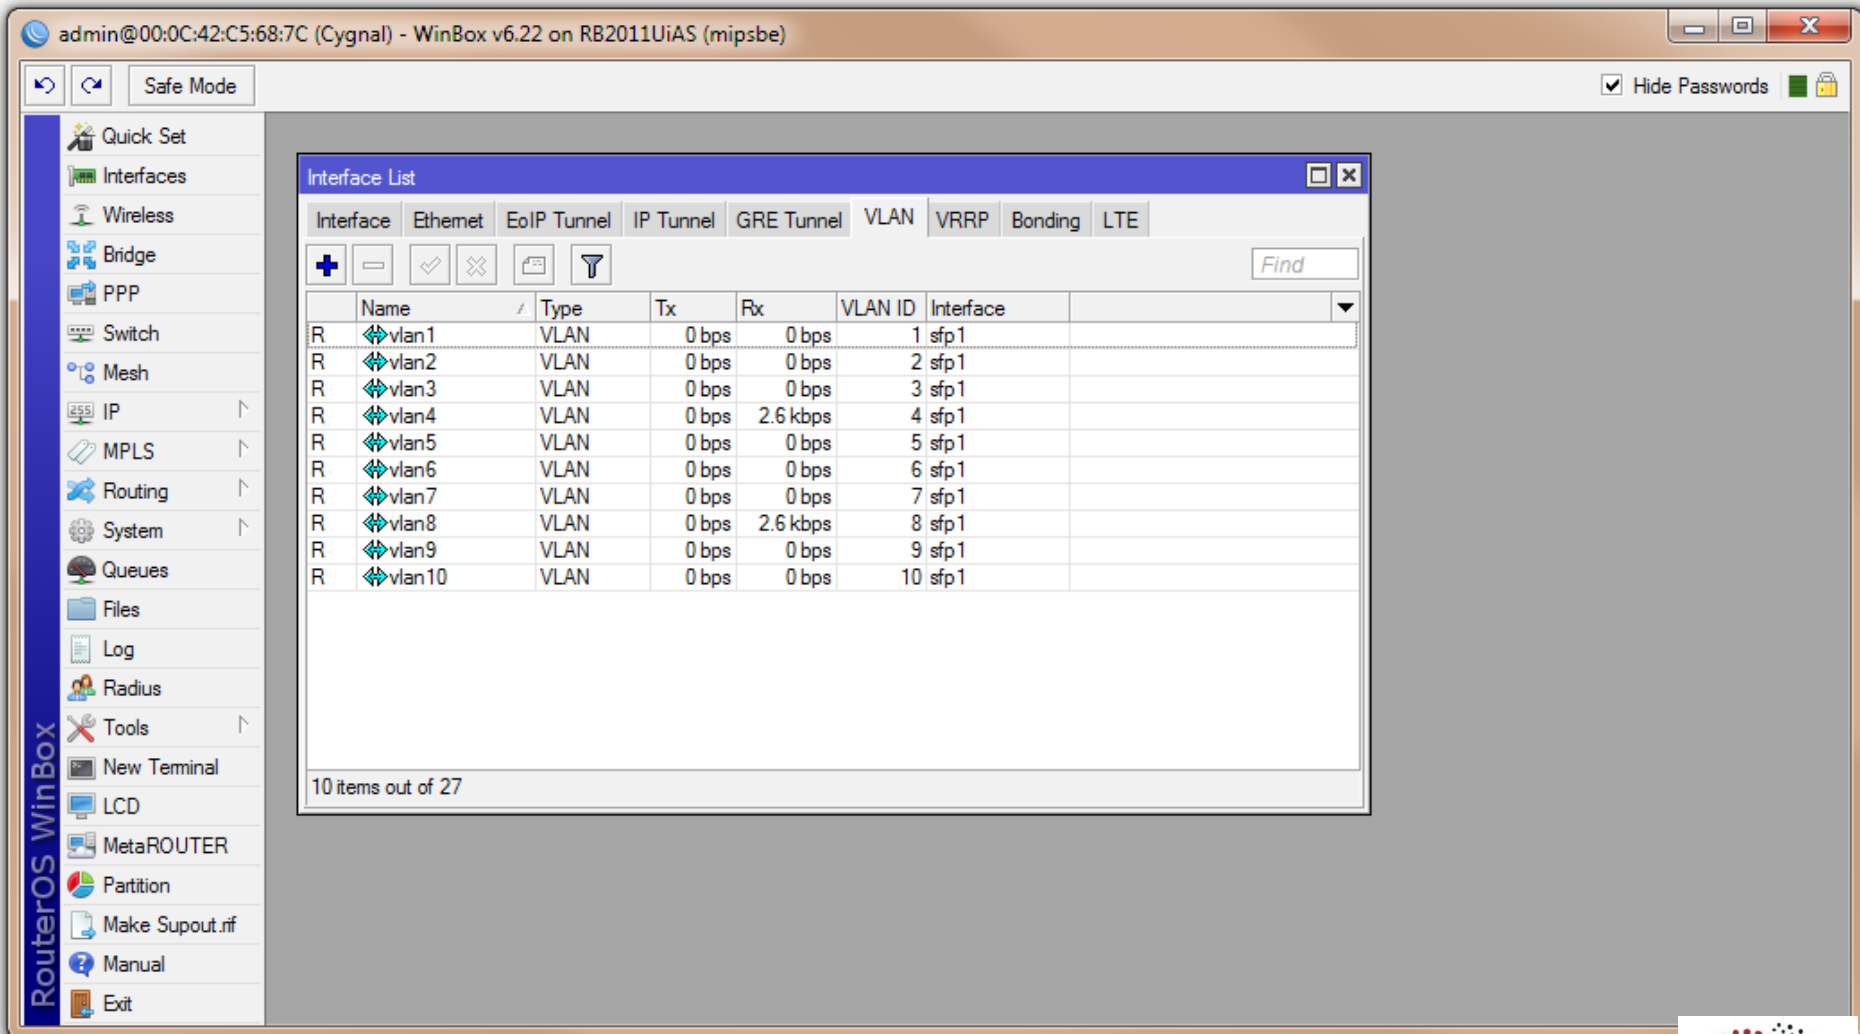 admin@00:0C:42:C5:68:7C (Cygnal) - WinBox v6.22 on RB2011UiAS (mipsbe)
Safe Mode
Hide Passwords
Quick Set
Interfaces
Wireless
Bridge
PPP
Switch
Mesh
255 IP
MPLS
Routing
System
Queues
Files
Log
Radius
Tools
New Terminal
LCD
MetaROUTER
Partition
Make Supout.rif
Manual
Exit
RouterOS WinBox
Interface List
Interface Ethernet EoIP Tunnel IP Tunnel GRE Tunnel VLAN VRRP Bonding LTE
Find
Name Type Tx Rx VLAN ID Interface
R vlan1 VLAN 0 bps 0 bps 1 sfp1
R vlan2 VLAN 0 bps 0 bps 2 sfp1
R vlan3 VLAN 0 bps 0 bps 3 sfp1
R vlan4 VLAN 0 bps 2.6 kbps 4 sfp1
R vlan5 VLAN 0 bps 0 bps 5 sfp1
R vlan6 VLAN 0 bps 0 bps 6 sfp1
R vlan7 VLAN 0 bps 0 bps 7 sfp1
R vlan8 VLAN 0 bps 2.6 kbps 8 sfp1
R vlan9 VLAN 0 bps 0 bps 9 sfp1
R vlan10 VLAN 0 bps 0 bps 10 sfp1
10 items out of 27